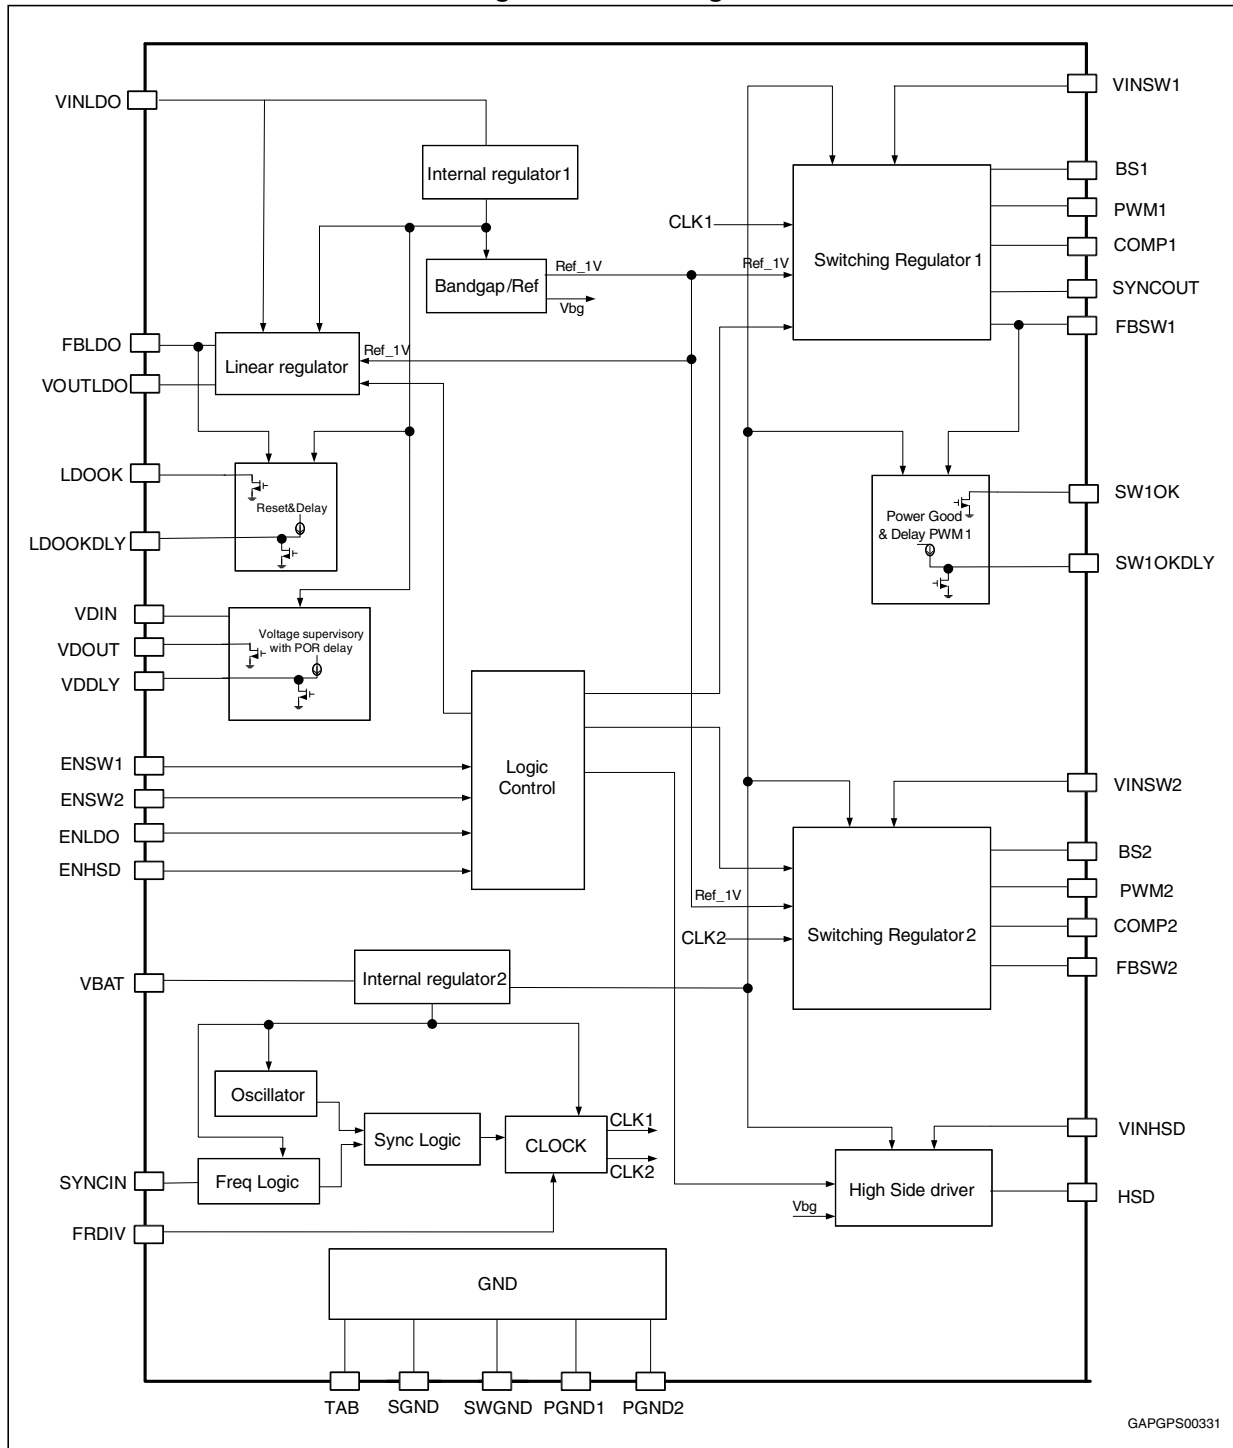 VINLDO
VINSW1
Internal regulator1
BS1
PWM1
CLK1
COMP1
Switching Regulator 1
Ref_1V
Ref_1V
Bandgap/Ref
SYNCOUT
Vbg
FBSW1
FBLDO
Ref_1V
Linear regulator
VOUTLDO
LDOOK
SW1OK
Reset&Delay
Power Good
& Delay PWM1
LDOOKDLY
SW1OKDLY
VDIN
Voltage supervisory
with POR delay
VDOUT
VDDLY
ENSW1
Logic
Control
VINSW2
ENSW2
ENLDO
BS2
ENHSD
PWM2
Ref_1V
COMP2
CLK2
Switching Regulator2
FBSW2
VBAT
Internal regulator2
Oscillator
CLK1
VINHSD
Sync Logic
CLOCK
CLK2
SYNCIN
Freq Logic
High Side driver
HSD
Vbg
FRDIV
GND
TAB
SGND
SWGND
PGND1
PGND2
GAPGPS00331